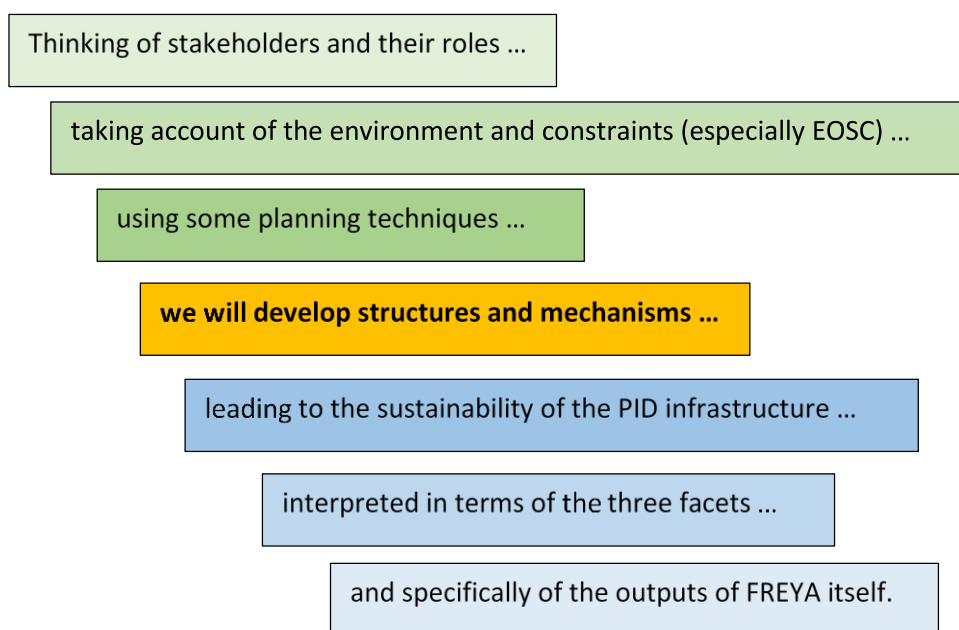 Thinking of stakeholders and their roles …
taking account of the environment and constraints (especially EOSC) …
using some planning techniques …
we will develop structures and mechanisms …
leading to the sustainability of the PID infrastructure …
interpreted in terms of the three facets …
and specifically of the outputs of FREYA itself.